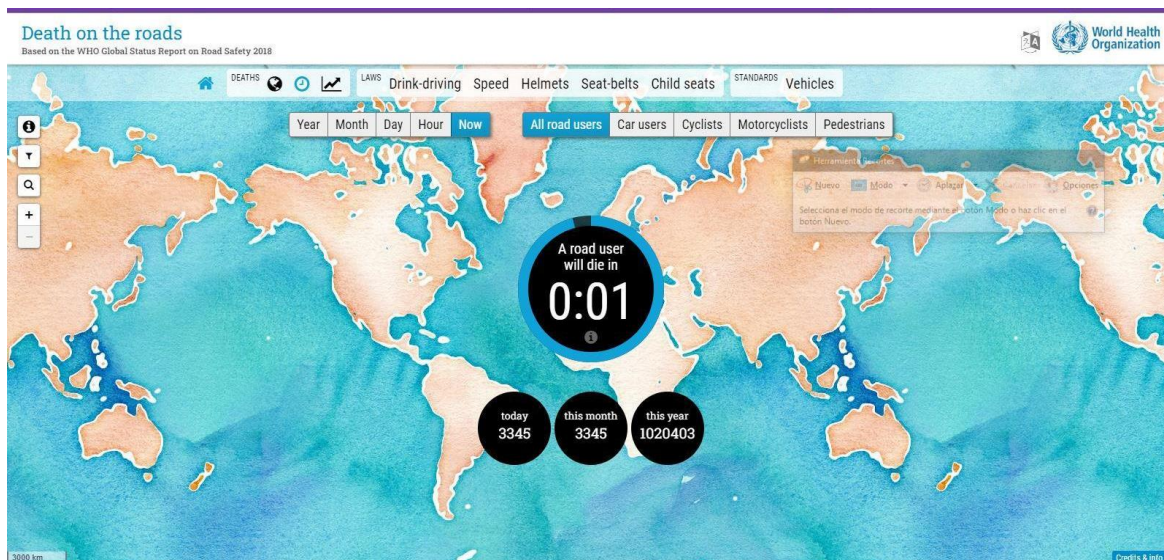 Death on the roads
Based on the WHO Global Status Report on Road Safety 2018
World Health
Organization
DEATHS LAWS Drink-driving Speed Helmets Seat-belts Child seats STANDARDS Vehicles
Year Month Day Hour Now All road users Car users Cyclists Motorcyclists Pedestrians
Herramienta Recortes
Nuevo Modo Aplazar Cancelar Opciones
Selecciona el modo de recorte mediante el botón Modo o haz clic en el
botón Nuevo.
+
−
A road user
will die in
0:01
today this month this year
3345 3345 1020403
3000 km
Credits & info